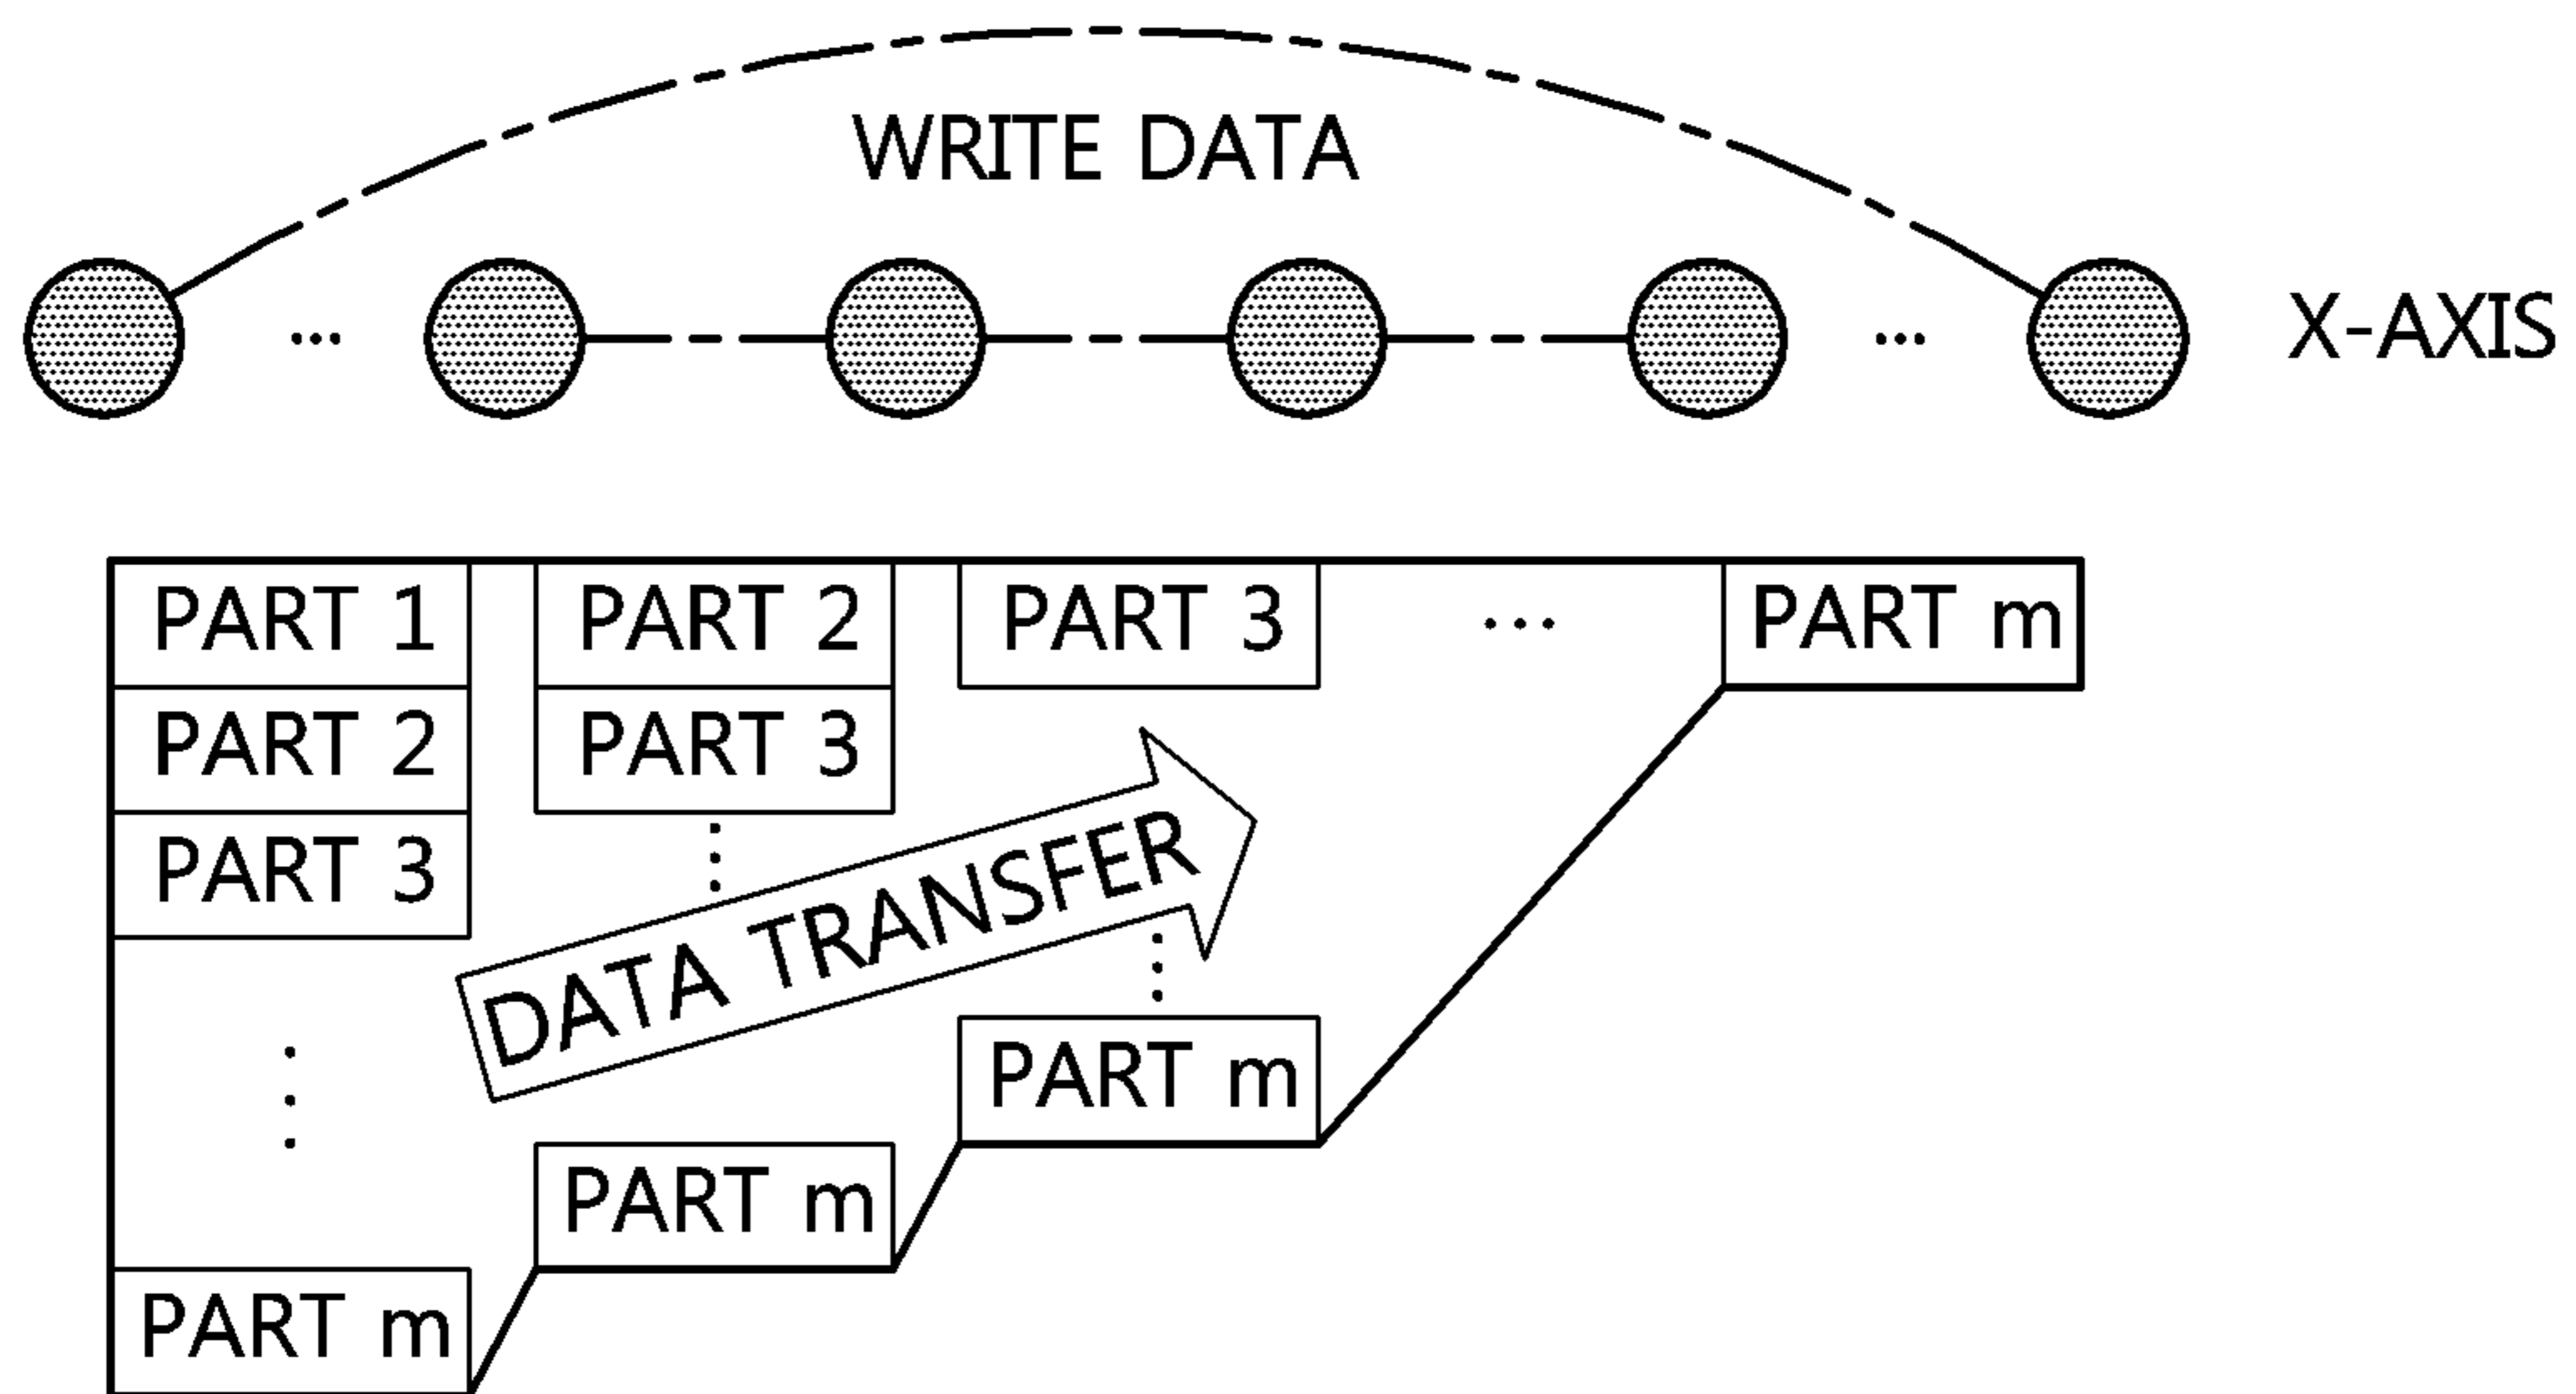 WRITE DATA
... ... X-AXIS
PART 1 PART 2 PART 3 ... PART m
PART 2 PART 3
PART 3
DATA TRANSFER
PART m
PART m
PART m